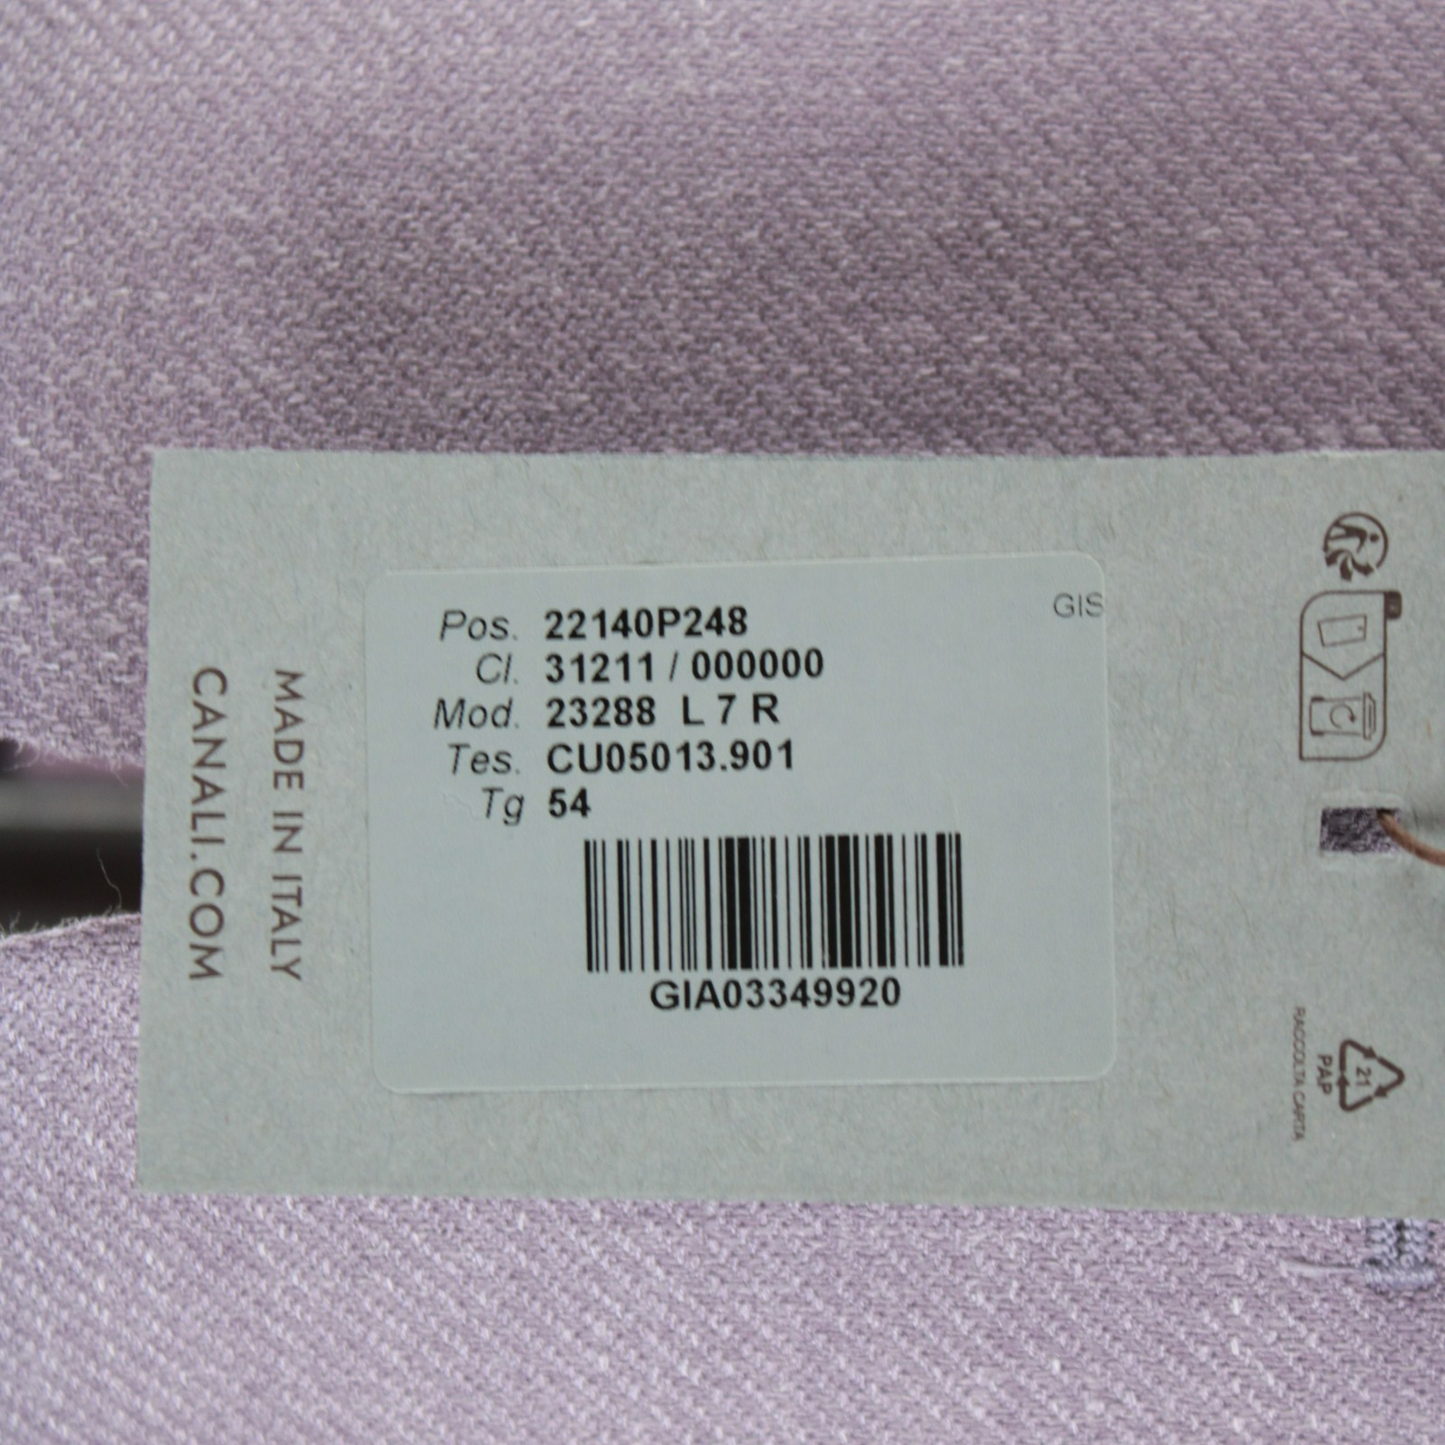 GIS
Pos. 22140P248
Cl. 31211 / 000000
Mod. 23288 L 7 R
Tes. CU05013.901
Tg 54
GIA03349920
MADE IN ITALY
CANALI.COM
21
PAP
RACCOLTA CARTA